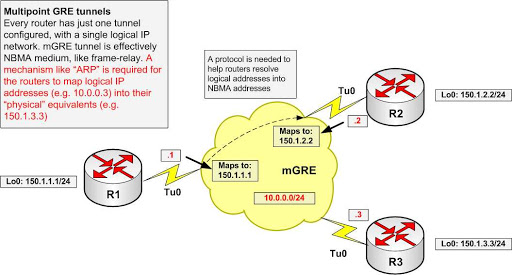 Multipoint GRE tunnels
Every router has just one tunnel
configured, with a single logical IP
network. mGRE tunnel is effectively
NBMA medium, like frame-relay. A
mechanism like "ARP" is required for
the routers to map logical IP
addresses (e.g. 10.0.0.3) into their
"physical" equivalents (e.g.
150.1.3.3)
A protocol is needed to
help routers resolve
logical addresses into
NBMA addresses
Tu0
Lo0: 150.1.2.2/24
R2
.2
Maps to:
150.1.2.2
.1
Maps to:
150.1.1.1
mGRE
Lo0: 150.1.1.1/24
R1
Tu0
10.0.0.0/24
.3
Tu0
R3
Lo0: 150.1.3.3/24